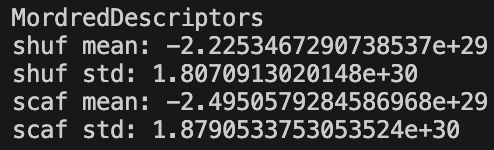 MordredDescriptors
shuf mean: -2.2253467290738537e+29
shuf std: 1.8070913020148e+30
scaf mean: -2.4950579284586968e+29
scaf std: 1.8790533753053524e+30